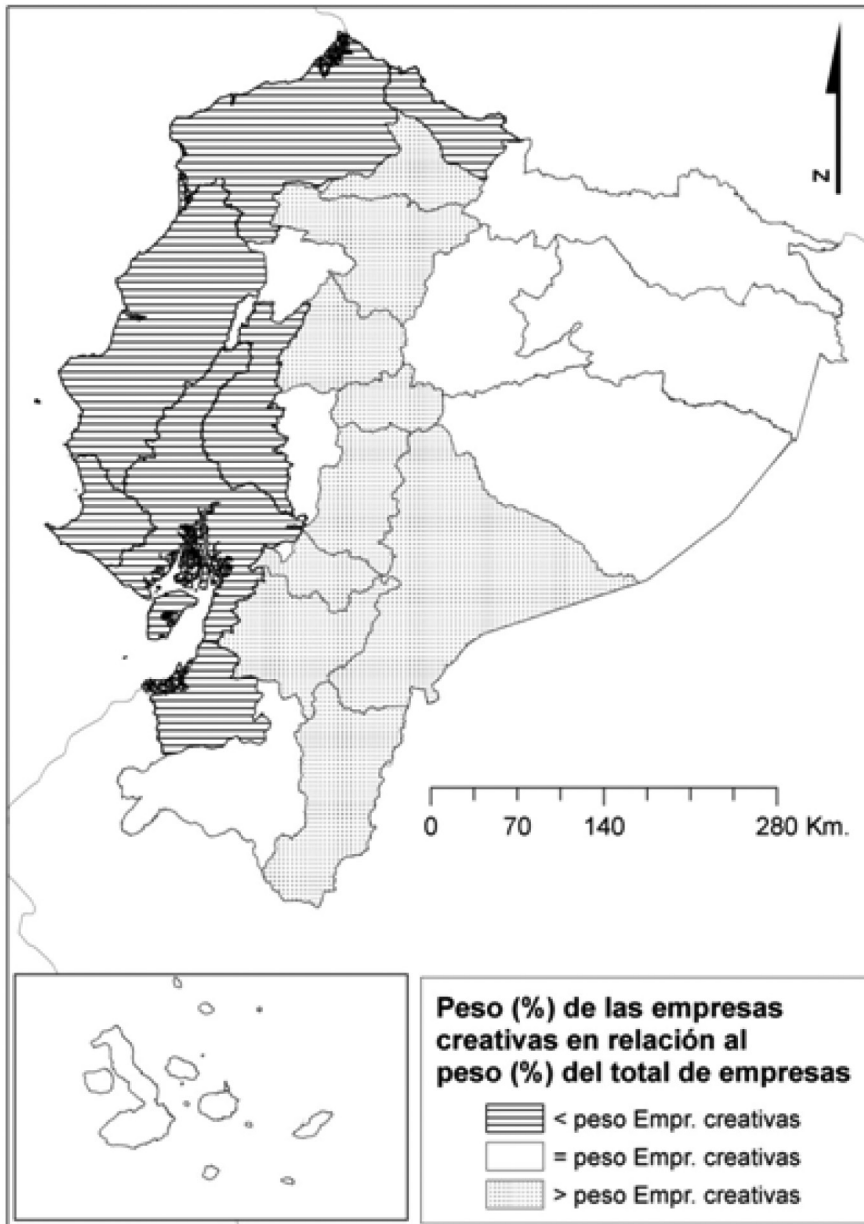 N
0 70 140 280 Km.
Peso (%) de las empresas
creativas en relación al
peso (%) del total de empresas
< peso Empr. creativas
= peso Empr. creativas
> peso Empr. creativas